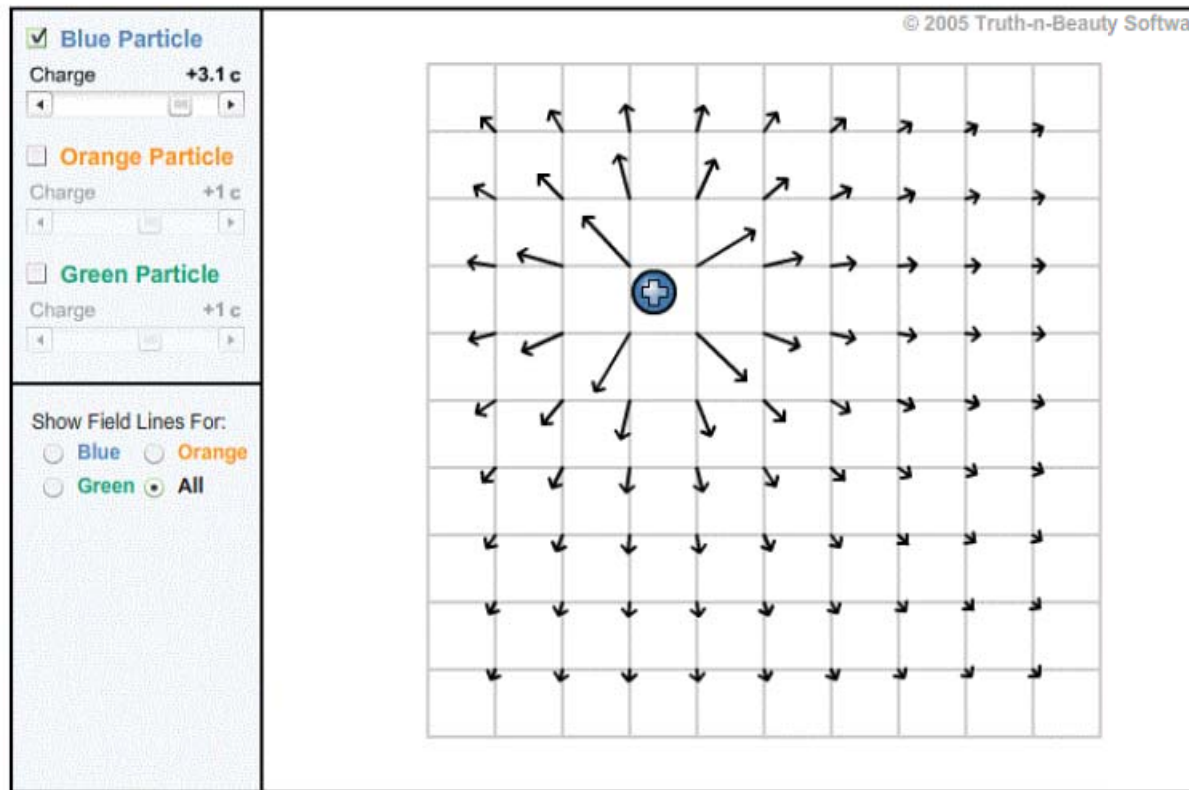 Blue Particle
Charge +3.1 c
Orange Particle
Charge +1 c
Green Particle
Charge +1 c
Show Field Lines For:
Blue Orange
Green All
© 2005 Truth-n-Beauty Softwa